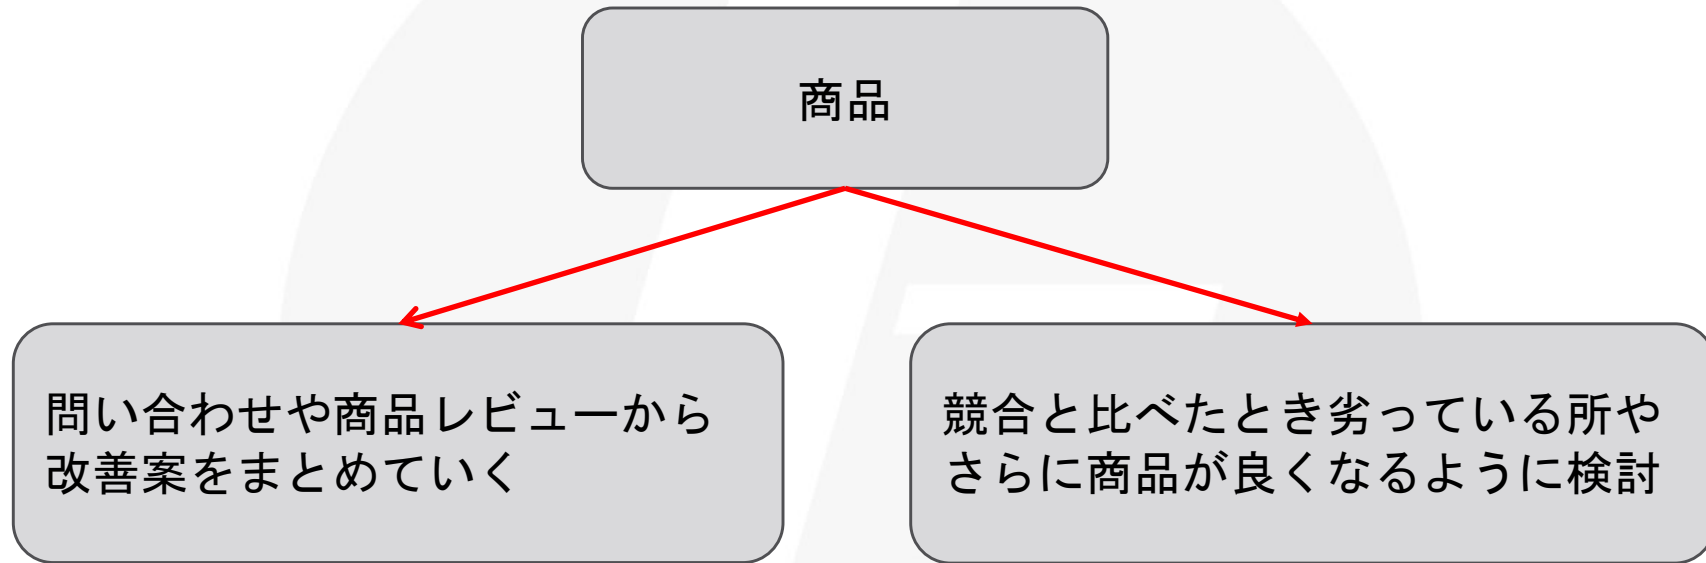 商品
問い合わせや商品レビューから
改善案をまとめていく
競合と比べたとき劣っている所や
さらに商品が良くなるように検討